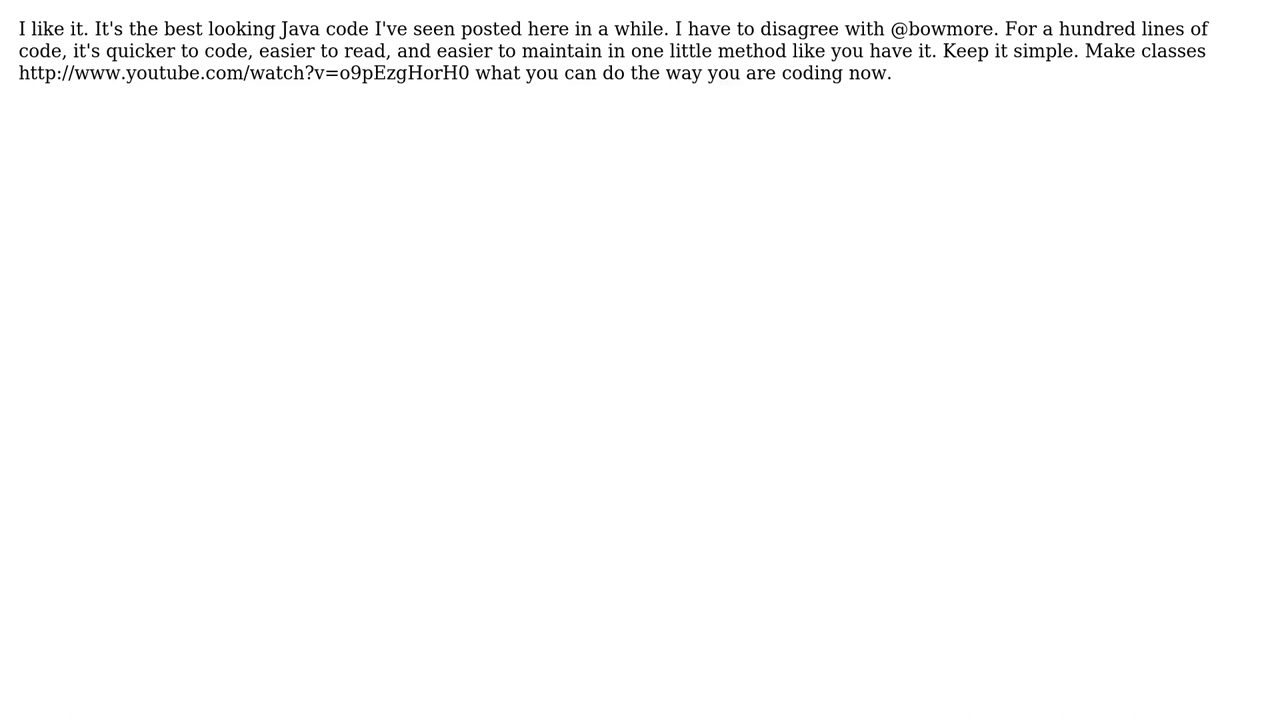 I like it. It's the best looking Java code I've seen posted here in a while. I have to disagree with @bowmore. For a hundred lines of
code, it's quicker to code, easier to read, and easier to maintain in one little method like you have it. Keep it simple. Make classes
http://www.youtube.com/watch?v=o9pEzgHorH0 what you can do the way you are coding now.